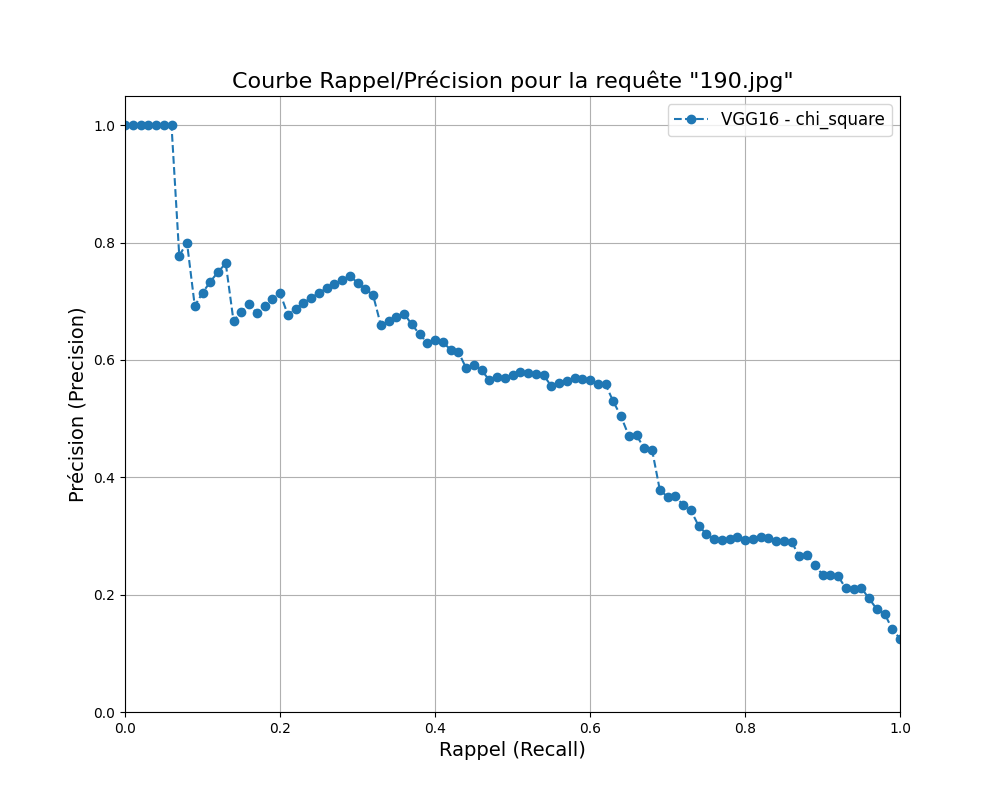 Courbe Rappel/Précision pour la requête "190.jpg"
VGG16 - chi_square
Précision (Precision)
1.0
0.8
0.6
0.4
0.2
0.0
0.0 0.2 0.4 0.6 0.8 1.0
Rappel (Recall)